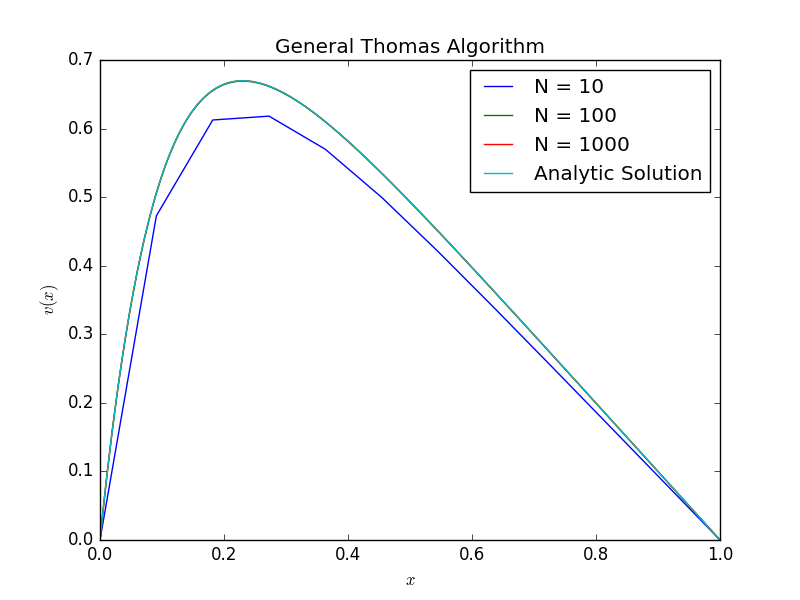 General Thomas Algorithm
0.7
0.6
0.5
0.4
0.3
0.2
0.1
0.0
v(x)
N = 10
N = 100
N = 1000
Analytic Solution
0.0 0.2 0.4 0.6 0.8 1.0
x